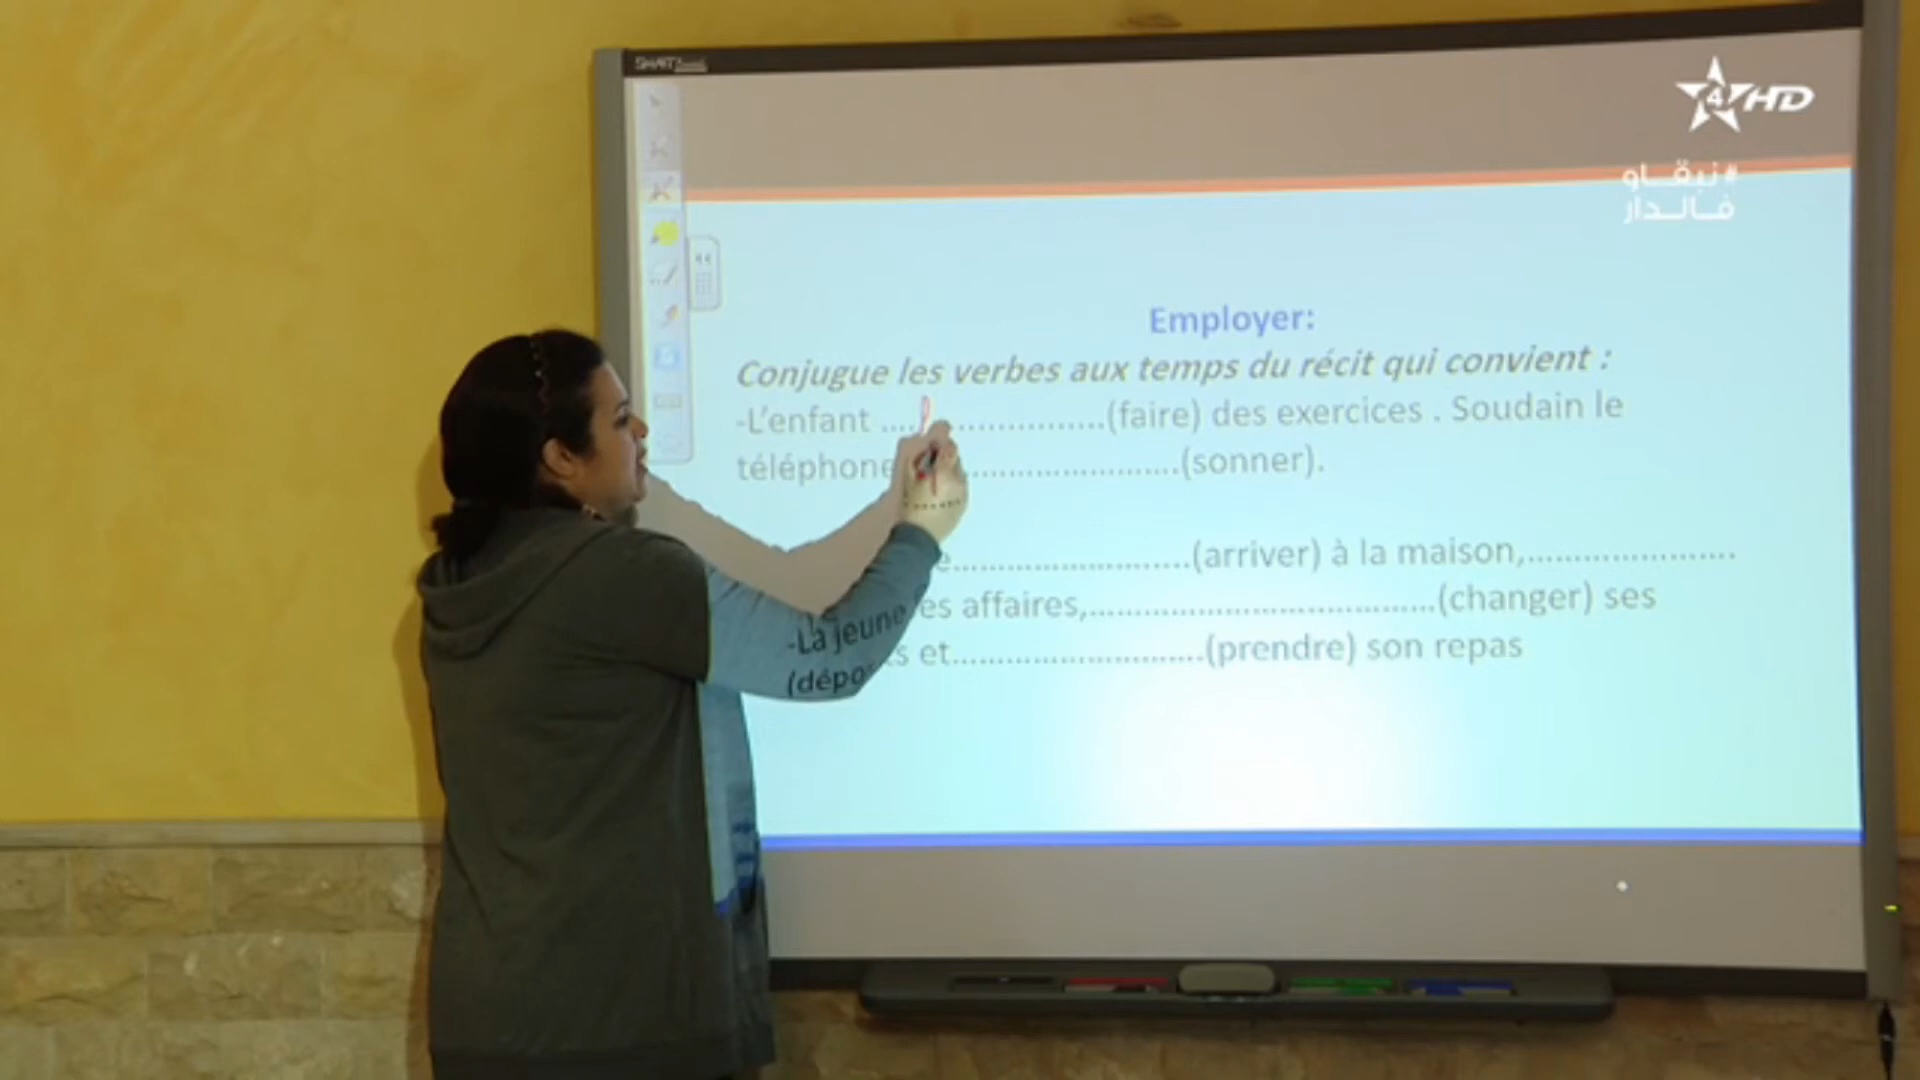 SMART
4 HD
#نبقاو
فالدار
Employer:
Conjugue les verbes aux temps du récit qui convient :
-L'enfant .......................(faire) des exercices . Soudain le
téléphone ........................(sonner).
-La jeune ...........................(arriver) à la maison,........................
(dépo es affaires,.......................................(changer) ses
s et............................(prendre) son repas